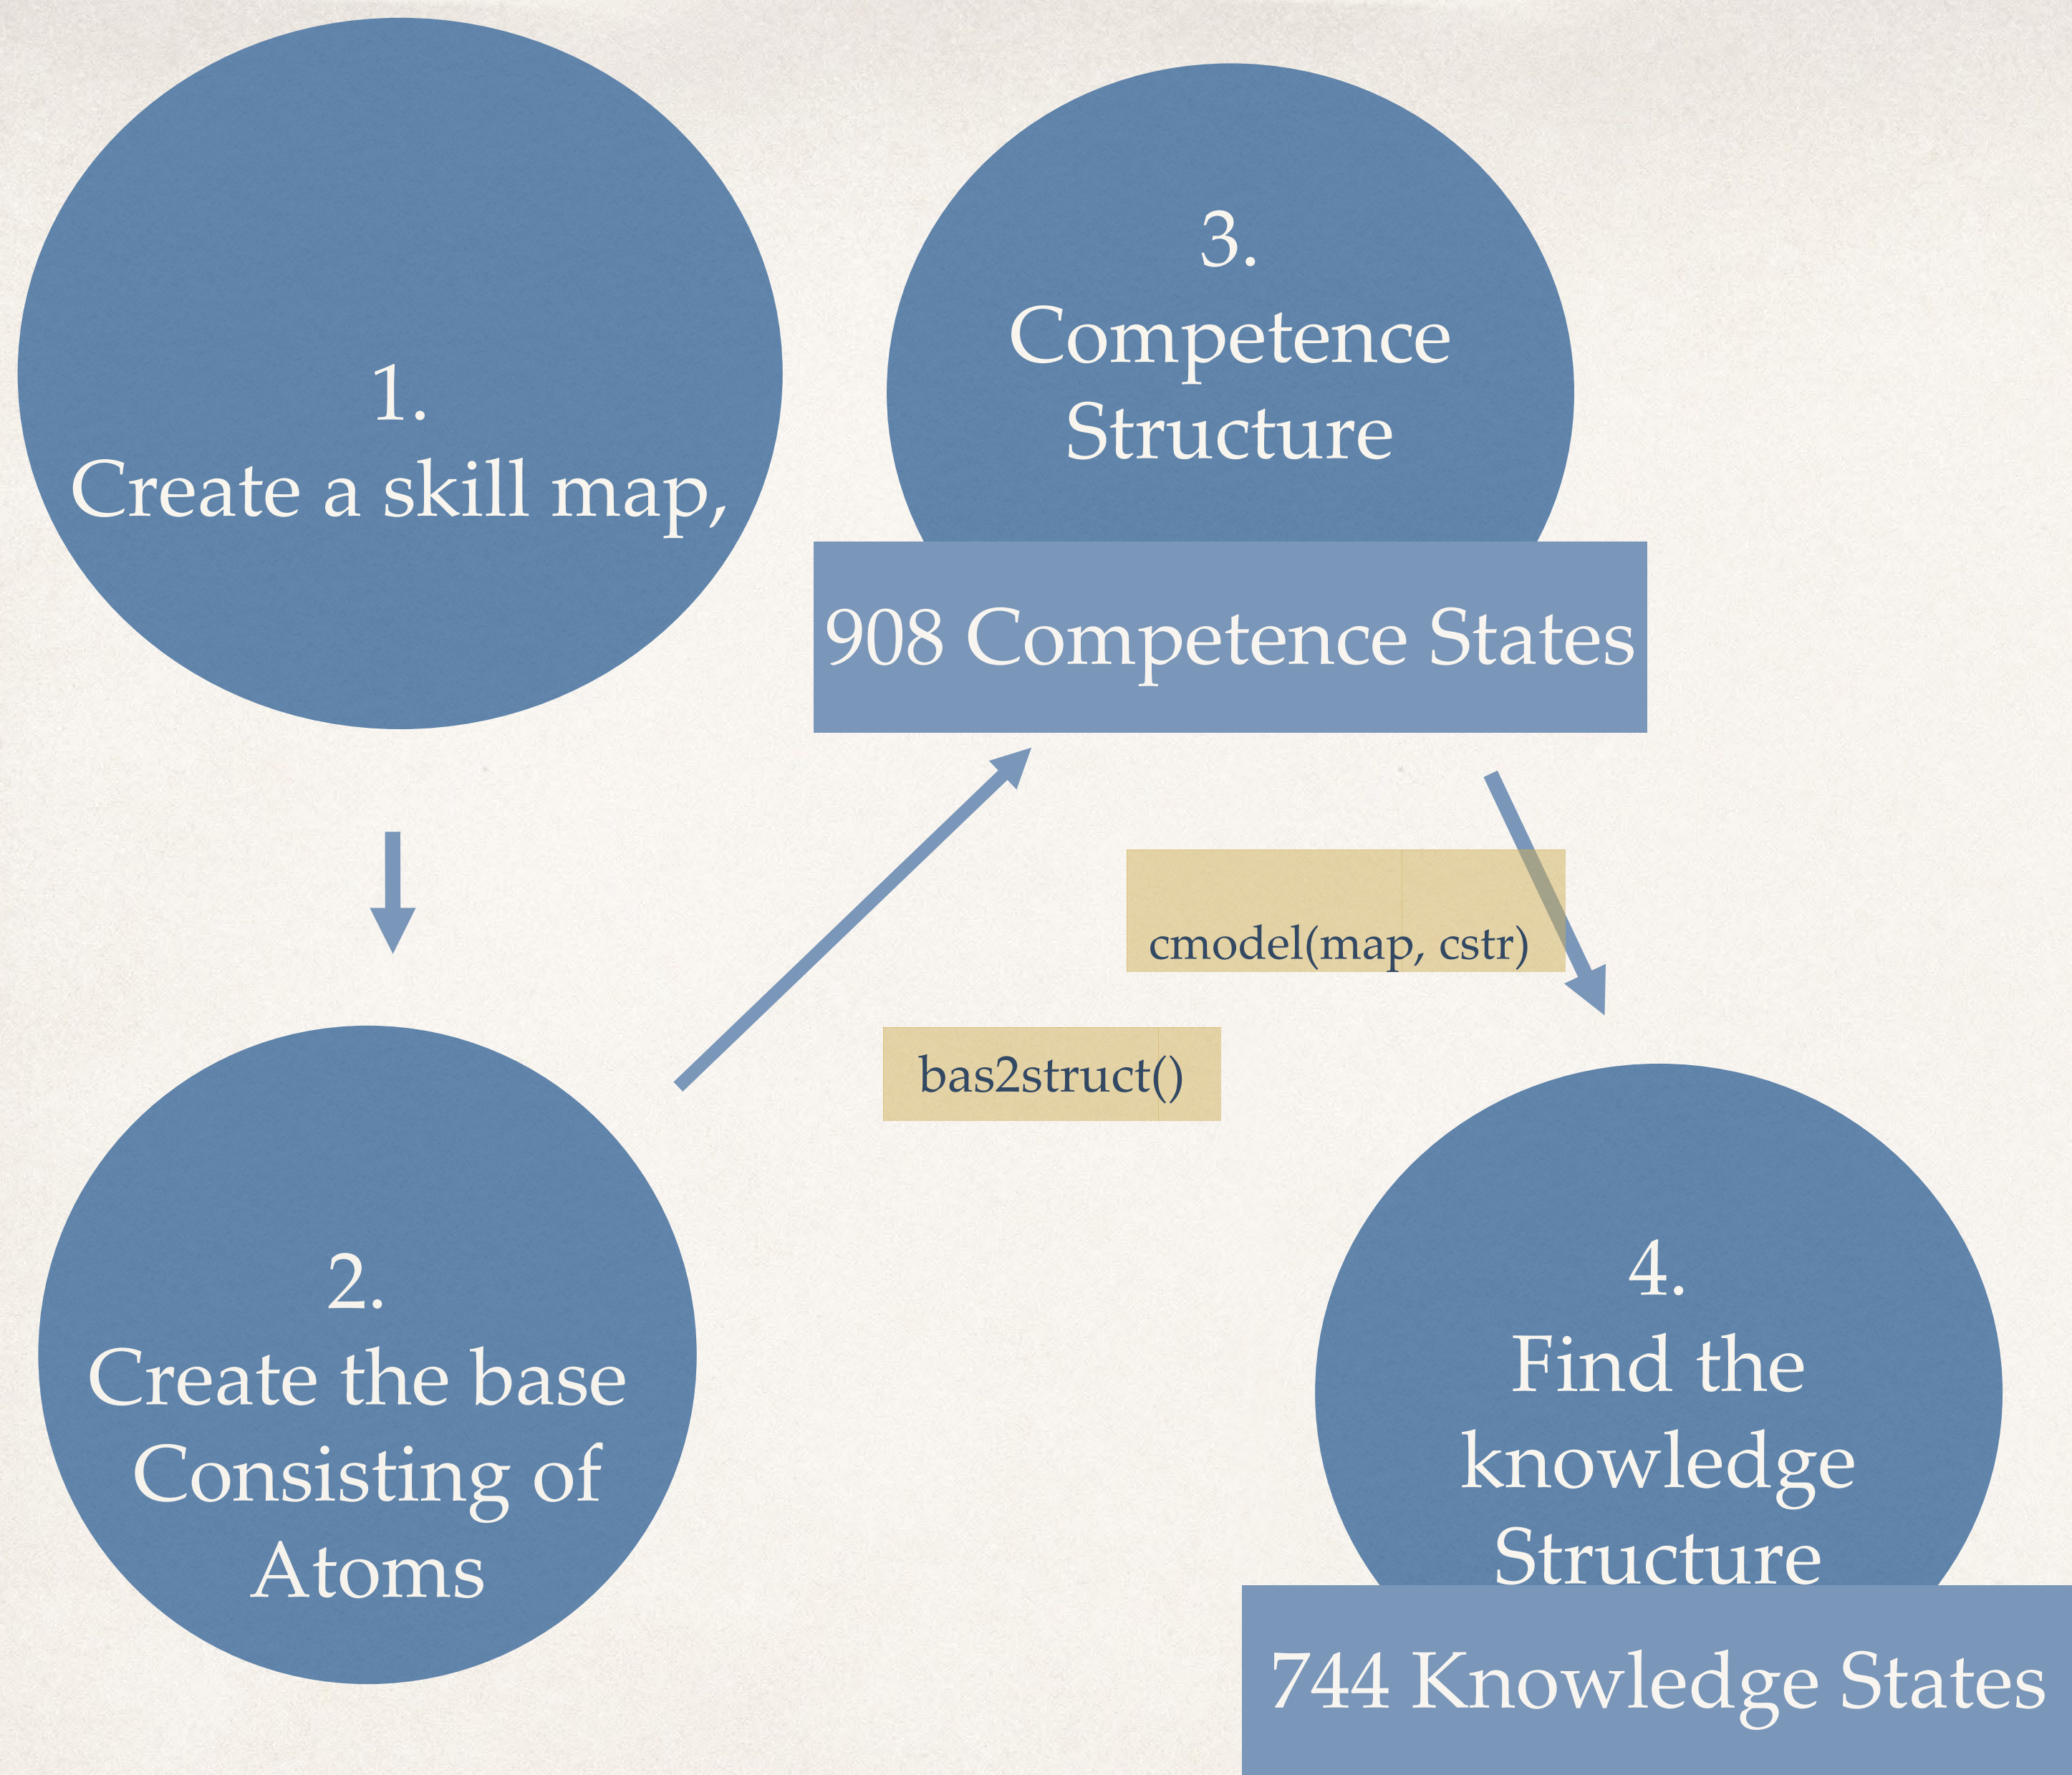 1.
Create a skill map,
2.
Create the base
Consisting of
Atoms
bas2struct()
3.
Competence
Structure
908 Competence States
cmodel(map, cstr)
4.
Find the
knowledge
Structure
744 Knowledge States